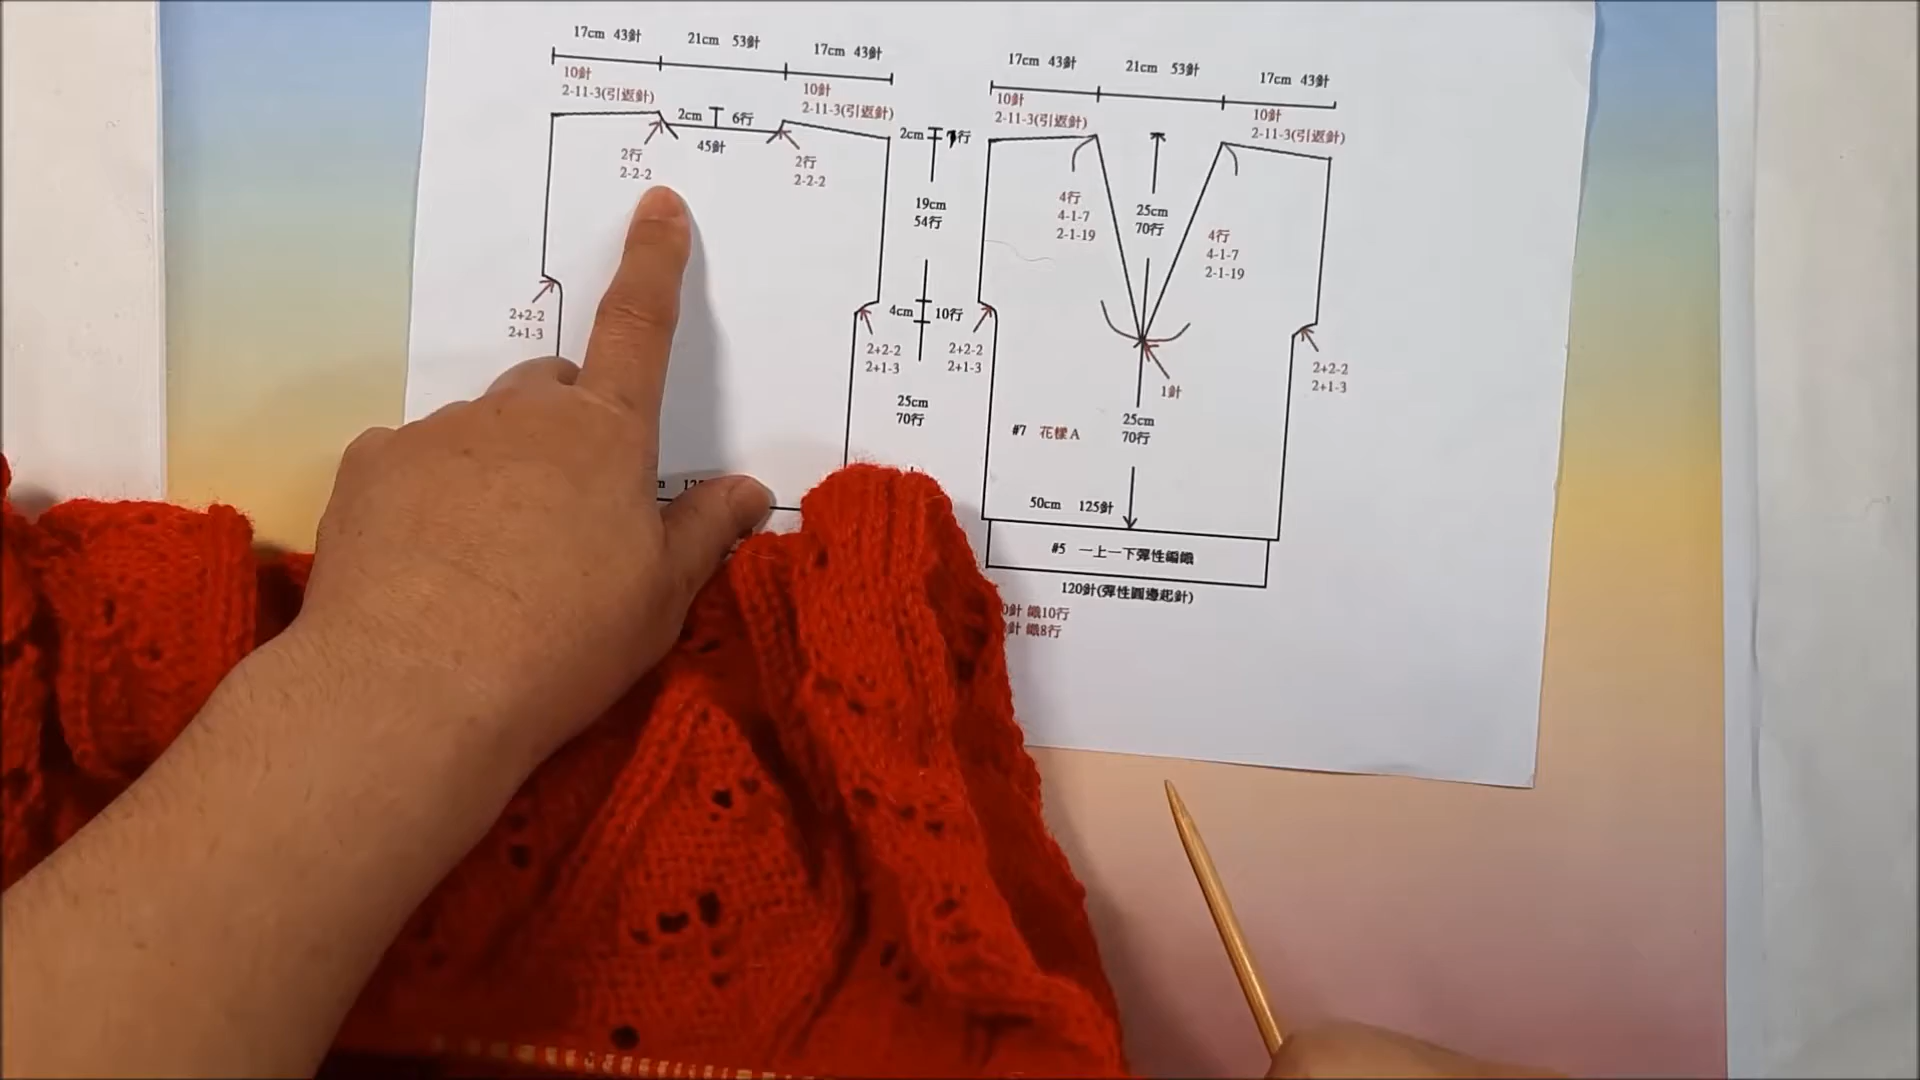 17cm 43針
21cm 53針
17cm 43針
10針
2-11-3(引返針)
10針
2-11-3(引返針)
2cm 6行
45針
2行
2-2-2
2行
2-2-2
2+2-2
2+1-3
2+2-2
2+1-3
2cm 行
19cm
54行
4cm 10行
25cm
70行
17cm 43針
21cm 53針
17cm 43針
10針
2-11-3(引返針)
10針
2-11-3(引返針)
4行
4-1-7
2-1-19
25cm
70行
4行
4-1-7
2-1-19
2+2-2
2+1-3
2+2-2
2+1-3
1針
#7 花樣A
25cm
70行
50cm 125針
#5 一上一下彈性編織
120針(彈性圓邊起針)
針 織10行
針 織8行